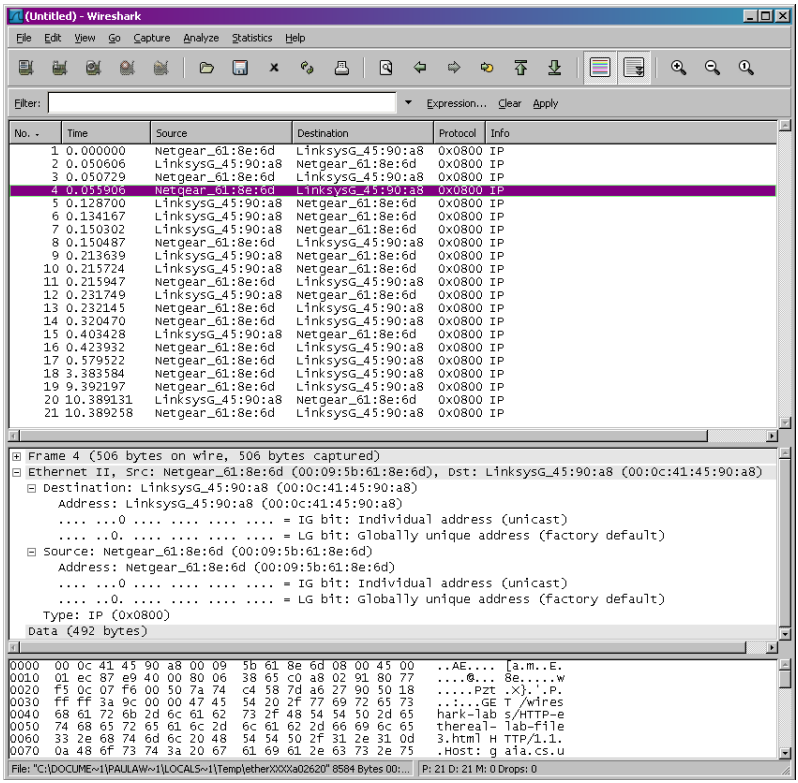 (Untitled) - Wireshark
File Edit View Go Capture Analyze Statistics Help
Filter: Expression... Clear Apply
No. - Time Source Destination Protocol Info
1 0.000000 Netgear_61:8e:6d LinksysG_45:90:a8 0x0800 IP
2 0.050606 LinksysG_45:90:a8 Netgear_61:8e:6d 0x0800 IP
3 0.050729 Netgear_61:8e:6d LinksysG_45:90:a8 0x0800 IP
4 0.055906 Netgear_61:8e:6d LinksysG_45:90:a8 0x0800 IP
5 0.128700 LinksysG_45:90:a8 Netgear_61:8e:6d 0x0800 IP
6 0.134167 LinksysG_45:90:a8 Netgear_61:8e:6d 0x0800 IP
7 0.150302 LinksysG_45:90:a8 Netgear_61:8e:6d 0x0800 IP
8 0.150487 Netgear_61:8e:6d LinksysG_45:90:a8 0x0800 IP
9 0.213639 LinksysG_45:90:a8 Netgear_61:8e:6d 0x0800 IP
10 0.215724 LinksysG_45:90:a8 Netgear_61:8e:6d 0x0800 IP
11 0.215947 Netgear_61:8e:6d LinksysG_45:90:a8 0x0800 IP
12 0.231749 Netgear_61:8e:6d LinksysG_45:90:a8 0x0800 IP
13 0.232145 Netgear_61:8e:6d LinksysG_45:90:a8 0x0800 IP
14 0.320470 Netgear_61:8e:6d LinksysG_45:90:a8 0x0800 IP
15 0.403428 LinksysG_45:90:a8 Netgear_61:8e:6d 0x0800 IP
16 0.423932 Netgear_61:8e:6d LinksysG_45:90:a8 0x0800 IP
17 0.579522 Netgear_61:8e:6d LinksysG_45:90:a8 0x0800 IP
18 3.383584 Netgear_61:8e:6d LinksysG_45:90:a8 0x0800 IP
19 9.392197 Netgear_61:8e:6d LinksysG_45:90:a8 0x0800 IP
20 10.389131 LinksysG_45:90:a8 Netgear_61:8e:6d 0x0800 IP
21 10.389258 Netgear_61:8e:6d LinksysG_45:90:a8 0x0800 IP
Frame 4 (506 bytes on wire, 506 bytes captured)
Ethernet II, Src: Netgear_61:8e:6d (00:09:5b:61:8e:6d), Dst: LinksysG_45:90:a8 (00:0c:41:45:90:a8)
Destination: LinksysG_45:90:a8 (00:0c:41:45:90:a8)
Address: LinksysG_45:90:a8 (00:0c:41:45:90:a8)
.... ...0 .... .... .... .... = IG bit: Individual address (unicast)
.... ..0. .... .... .... .... = LG bit: Globally unique address (factory default)
Source: Netgear_61:8e:6d (00:09:5b:61:8e:6d)
Address: Netgear_61:8e:6d (00:09:5b:61:8e:6d)
.... ...0 .... .... .... .... = IG bit: Individual address (unicast)
.... ..0. .... .... .... .... = LG bit: Globally unique address (factory default)
Type: IP (0x0800)
Data (492 bytes)
0000 00 0c 41 45 90 a8 00 09 5b 61 8e 6d 08 00 45 00 ..AE.... [a.m..E.
0010 01 ec 87 e9 40 00 80 06 38 65 c0 a8 02 91 80 77 ....@... 8e.....w
0020 f5 0c 07 f6 00 50 7a 74 c4 58 7d a6 27 90 50 18 .....Pzt .X}.'.P.
0030 ff ff 3a 9c 00 00 47 45 54 20 2f 77 69 72 65 73 ..:...GE T /wires
0040 68 61 72 6b 2d 6c 61 62 73 2f 48 54 54 50 2d 65 hark-lab s/HTTP-e
0050 74 68 65 72 65 61 6c 2d 6c 61 62 2d 66 69 6c 65 thereal- lab-file
0060 33 2e 68 74 6d 6c 20 48 54 54 50 2f 31 2e 31 0d 3.html H TTP/1.1.
0070 0a 48 6f 73 74 3a 20 67 61 69 61 2e 63 73 2e 75 .Host: g aia.cs.u
File: "C:\DOCUME~1\PAULAW~1\LOCALS~1\Temp\etherXXXXa02620" 8584 Bytes 00:... P: 21 D: 21 M: 0 Drops: 0